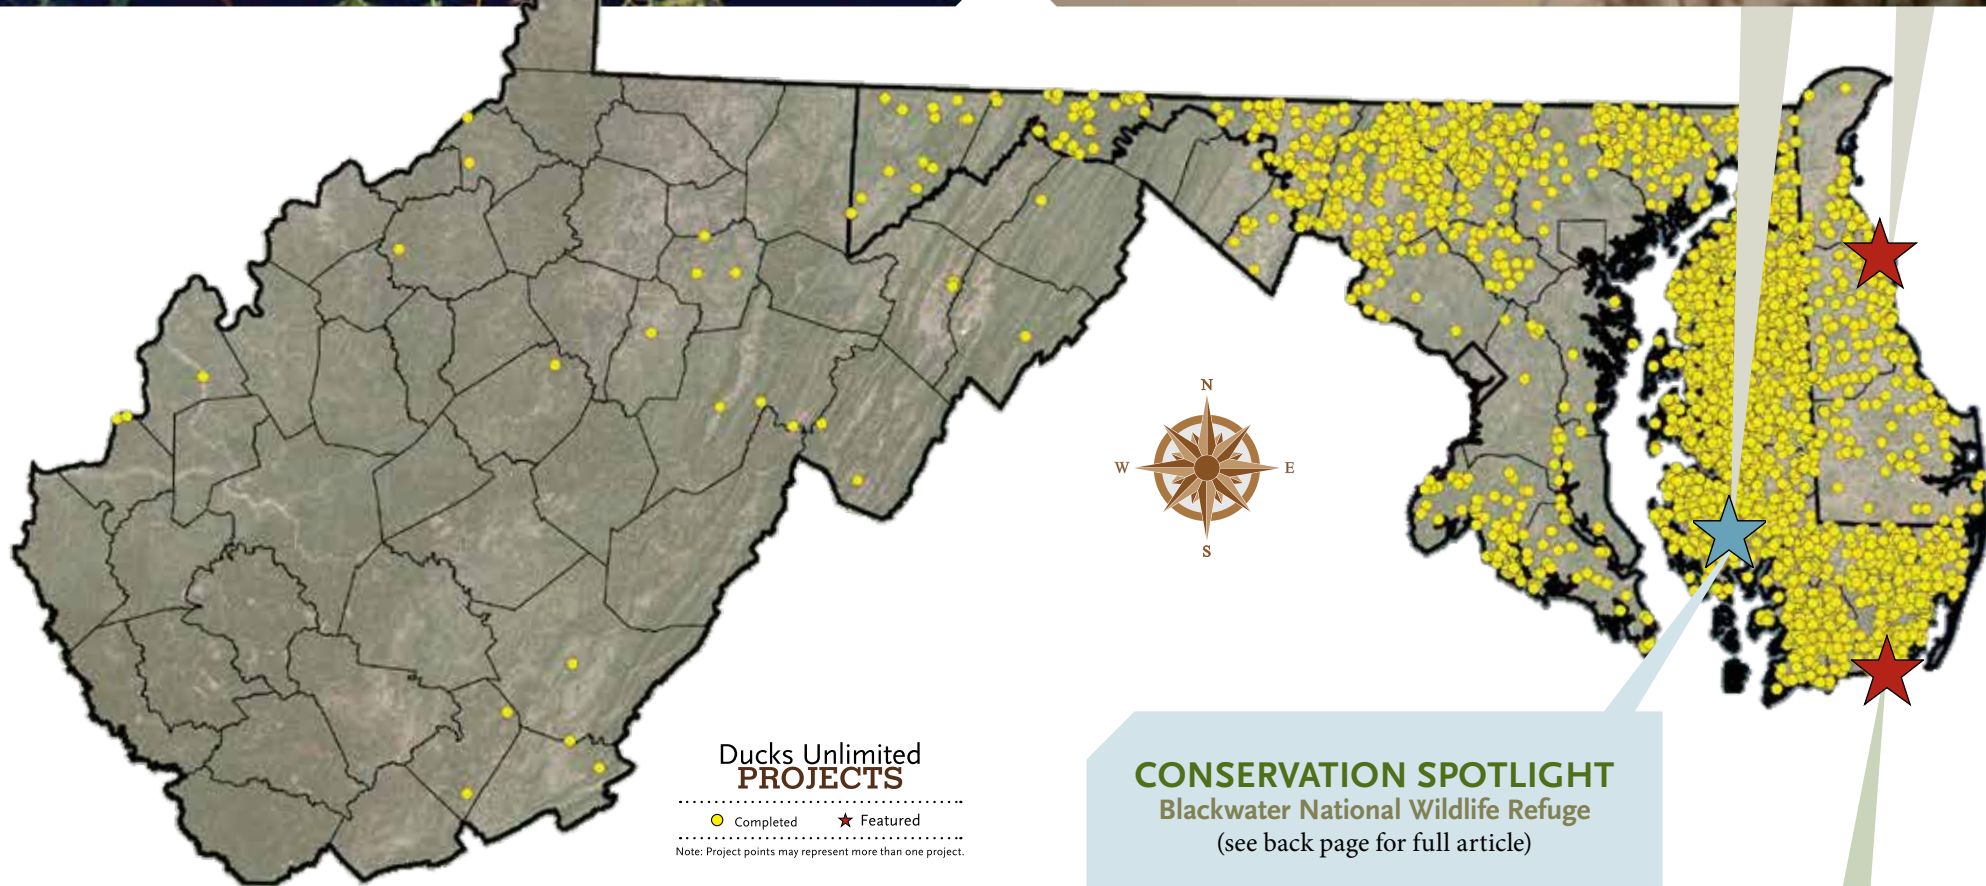 N
W E
S
Ducks Unlimited
PROJECTS
Completed Featured
Note: Project points may represent more than one project.
CONSERVATION SPOTLIGHT
Blackwater National Wildlife Refuge
(see back page for full article)